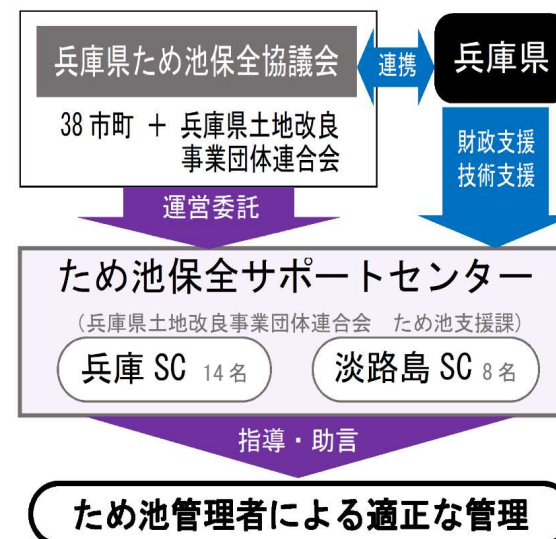 兵庫県ため池保全協議会
連携
兵庫県
38 市町 ＋ 兵庫県土地改良
事業団体連合会
財政支援
技術支援
運営委託
ため池保全サポートセンター
（兵庫県土地改良事業団体連合会　ため池支援課）
兵庫 SC 14 名
淡路島 SC 8 名
指導・助言
ため池管理者による適正な管理